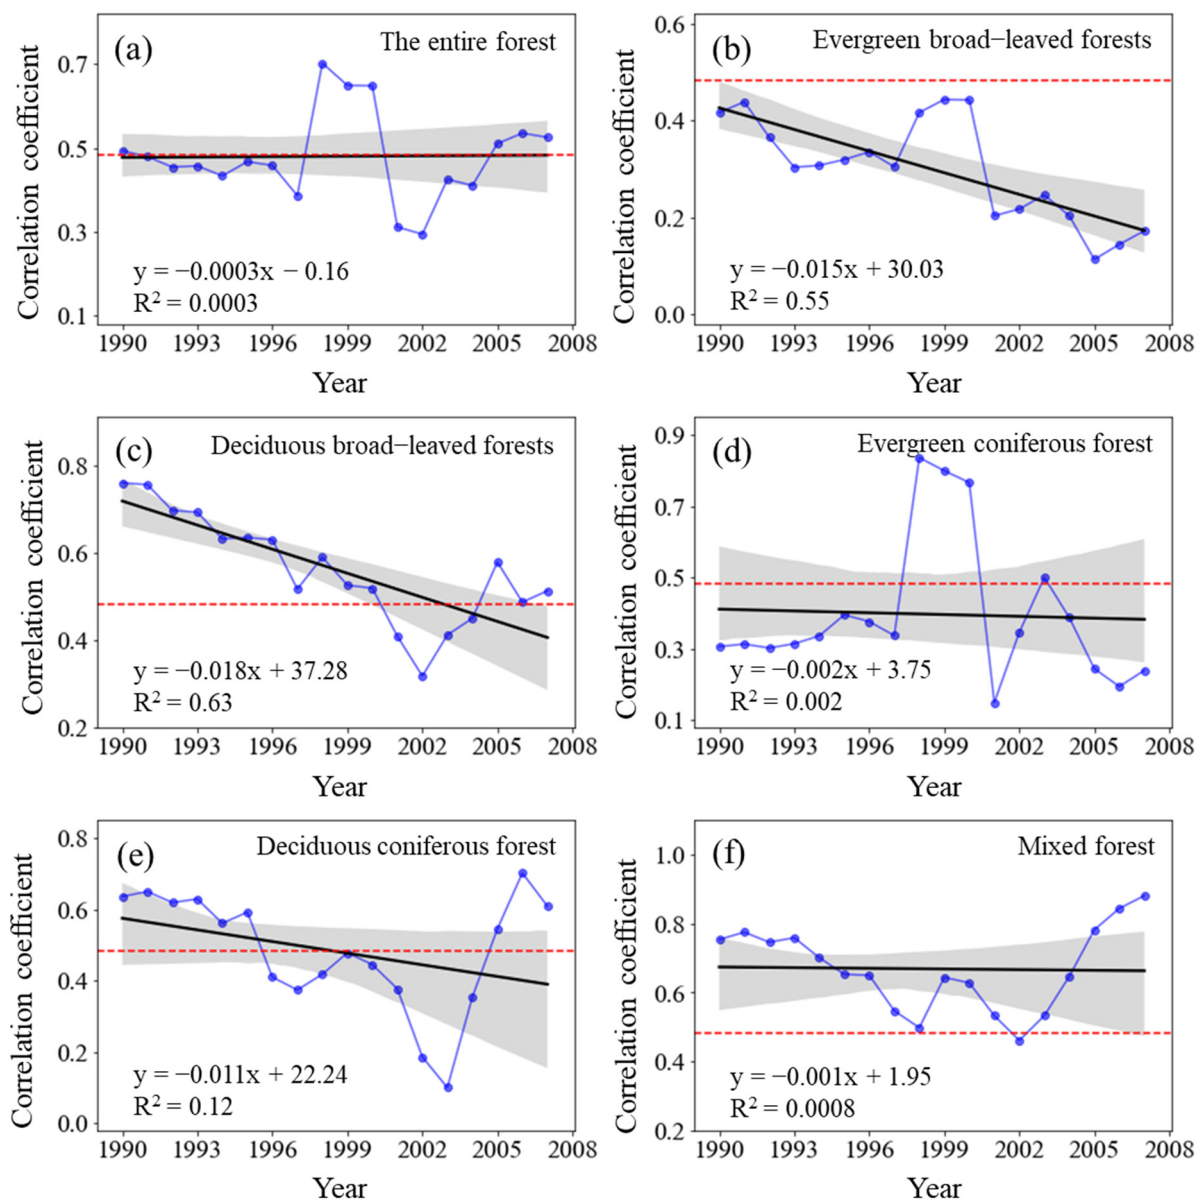 (a)
The entire forest
Correlation coefficient
0.7
0.5
0.3
0.1
y = −0.0003x − 0.16
R² = 0.0003
1990 1993 1996 1999 2002 2005 2008
Year
(b)
Evergreen broad−leaved forests
Correlation coefficient
0.6
0.4
0.2
0.0
y = −0.015x + 30.03
R² = 0.55
1990 1993 1996 1999 2002 2005 2008
Year
(c)
Deciduous broad−leaved forests
Correlation coefficient
0.8
0.6
0.4
0.2
y = −0.018x + 37.28
R² = 0.63
1990 1993 1996 1999 2002 2005 2008
Year
(d)
Evergreen coniferous forest
Correlation coefficient
0.9
0.7
0.5
0.3
0.1
y = −0.002x + 3.75
R² = 0.002
1990 1993 1996 1999 2002 2005 2008
Year
(e)
Deciduous coniferous forest
Correlation coefficient
0.8
0.6
0.4
0.2
0.0
y = −0.011x + 22.24
R² = 0.12
1990 1993 1996 1999 2002 2005 2008
Year
(f)
Mixed forest
Correlation coefficient
1.0
0.8
0.6
0.4
0.2
y = −0.001x + 1.95
R² = 0.0008
1990 1993 1996 1999 2002 2005 2008
Year